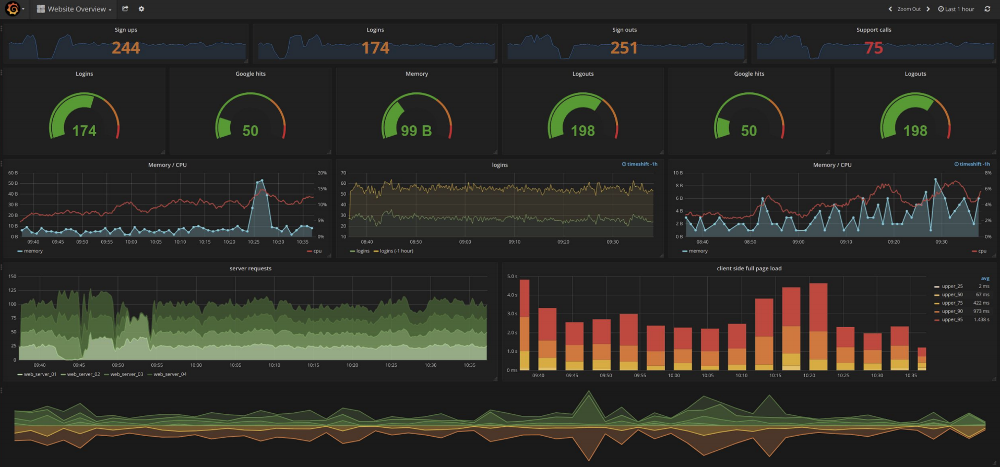 Website Overview
Zoom Out
Last 1 hour
Sign ups
244
Logins
174
Sign outs
251
Support calls
75
Logins
174
Google hits
50
Memory
99 B
Logouts
198
Google hits
50
Logouts
198
Memory / CPU
60 B
50 B
40 B
30 B
20 B
10 B
0 B
20%
15%
10%
5%
0%
09:40 09:45 09:50 09:55 10:00 10:05 10:10 10:15 10:20 10:25 10:30 10:35
memory cpu
logins
timeshift -1h
70
60
50
40
30
20
10
08:40 08:50 09:00 09:10 09:20 09:30
logins logins (-1 hour)
Memory / CPU
timeshift -1h
10 B
8 B
6 B
4 B
2 B
0 B
8%
6%
4%
2%
0%
08:40 08:50 09:00 09:10 09:20 09:30
memory cpu
server requests
150
125
100
75
50
25
0
09:40 09:45 09:50 09:55 10:00 10:05 10:10 10:15 10:20 10:25 10:30 10:35
web_server_01 web_server_02 web_server_03 web_server_04
client side full page load
5.0 s
4.0 s
3.0 s
2.0 s
1.0 s
0 ms
09:40 09:45 09:50 09:55 10:00 10:05 10:10 10:15 10:20 10:25 10:30 10:35
avg
upper_25 2 ms
upper_50 67 ms
upper_75 422 ms
upper_90 973 ms
upper_95 1.438 s